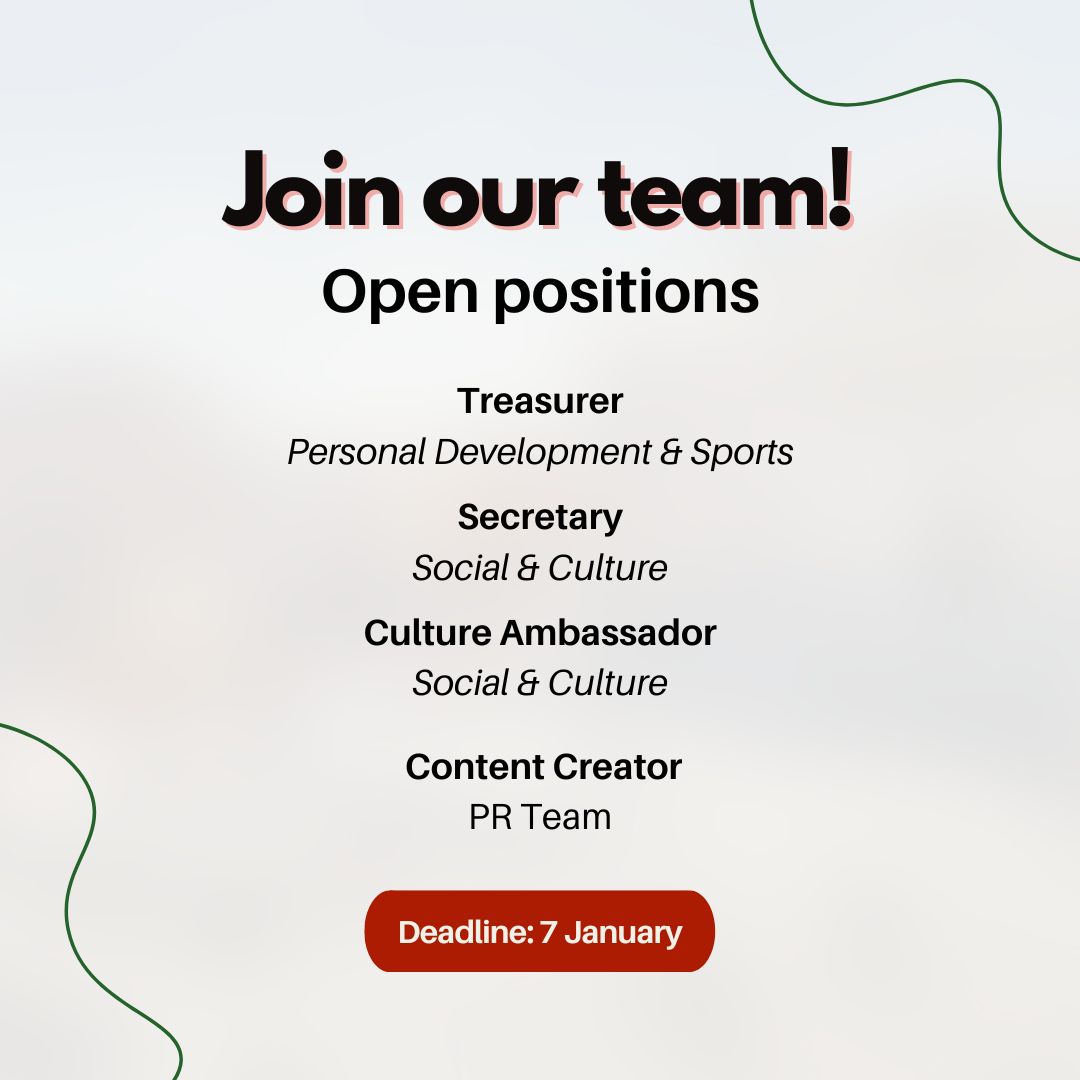 Join our team!
Open positions
Treasurer
Personal Development & Sports
Secretary
Social & Culture
Culture Ambassador
Social & Culture
Content Creator
PR Team
Deadline: 7 January